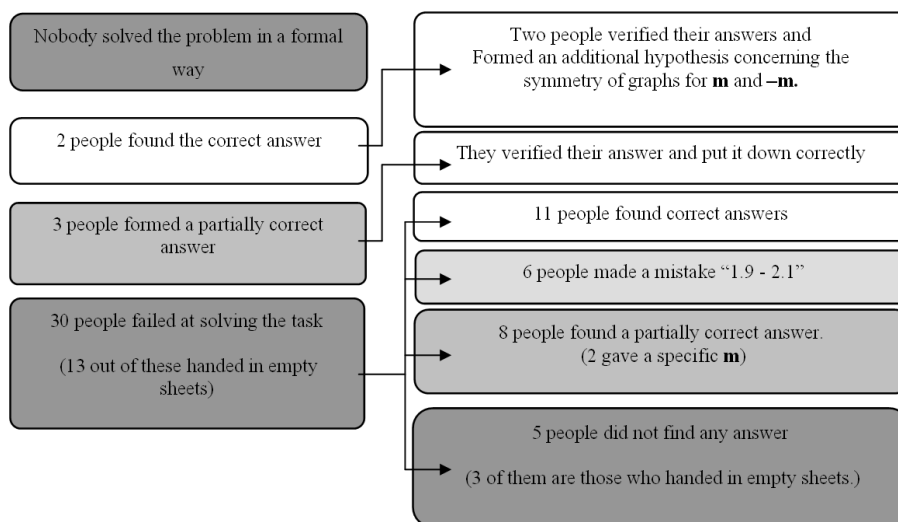 Nobody solved the problem in a formal
way
2 people found the correct answer
3 people formed a partially correct
answer
30 people failed at solving the task
(13 out of these handed in empty
sheets)
Two people verified their answers and
Formed an additional hypothesis concerning the
symmetry of graphs for m and –m.
They verified their answer and put it down correctly
11 people found correct answers
6 people made a mistake “1.9 - 2.1”
8 people found a partially correct answer.
(2 gave a specific m)
5 people did not find any answer
(3 of them are those who handed in empty sheets.)